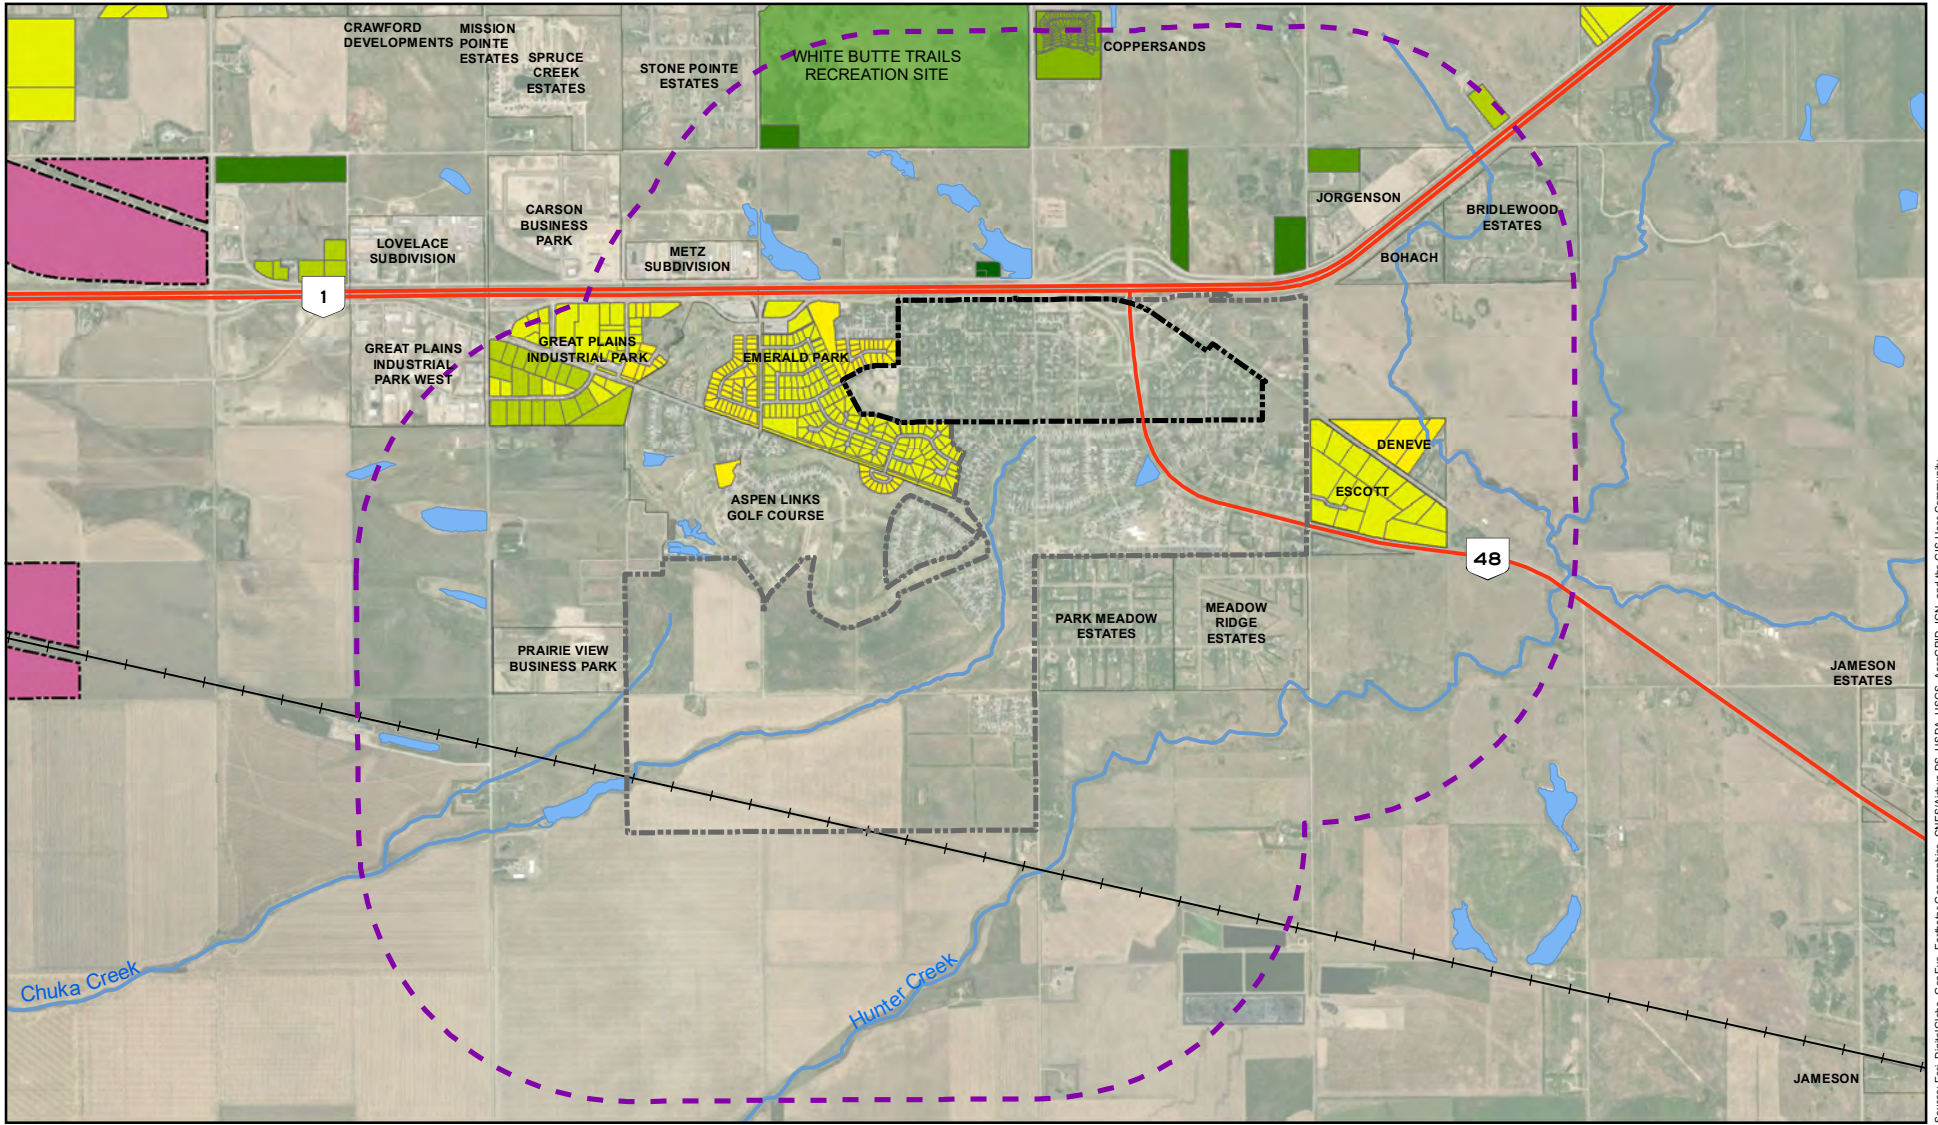 CRAWFORD
DEVELOPMENTS
MISSION
POINTE
ESTATES
SPRUCE
CREEK
ESTATES
STONE POINTE
ESTATES
WHITE BUTTE TRAILS
RECREATION SITE
COPPERSANDS
LOVELACE
SUBDIVISION
CARSON
BUSINESS
PARK
METZ
SUBDIVISION
JORGENSON
BRIDLEWOOD
ESTATES
BOHACH
1
GREAT PLAINS
INDUSTRIAL
PARK WEST
GREAT PLAINS
INDUSTRIAL PARK
EMERALD PARK
DENEVE
ESCOTT
ASPEN LINKS
GOLF COURSE
48
PARK MEADOW
ESTATES
MEADOW
RIDGE
ESTATES
PRAIRIE VIEW
BUSINESS PARK
JAMESON
ESTATES
Chuka Creek
Hunter Creek
JAMESON